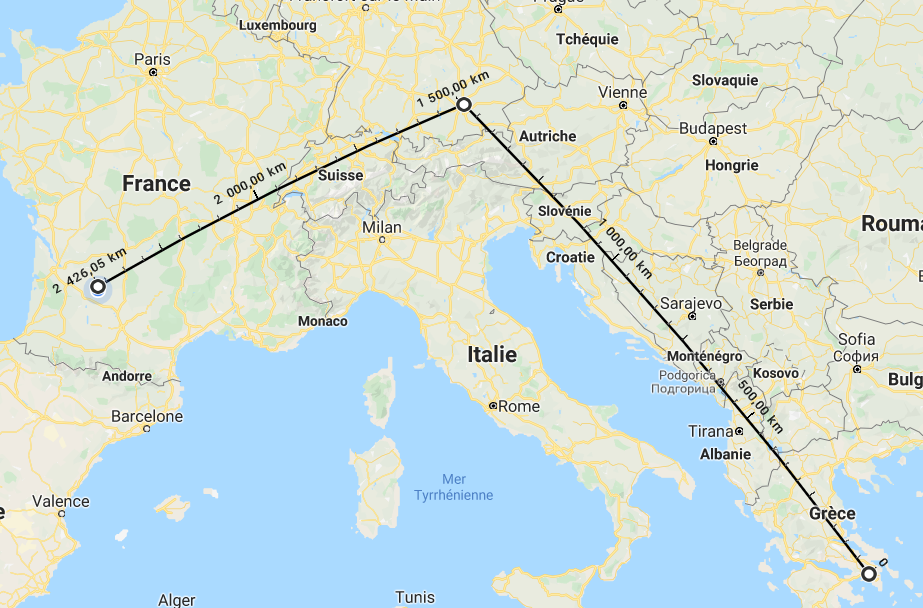 Luxembourg
Prague
Tchéquie
Paris
1 500,00 km
Slovaquie
Vienne
Autriche
Budapest
Hongrie
2 000,00 km
France
Suisse
Slovénie
Milan
1 000,00 km
Croatie
Roum
Belgrade
Београд
2 426,05 km
Sarajevo
Serbie
Monaco
Italie
Monténégro
Sofia
София
Podgorica
Подгорица
Kosovo
Andorre
Bulg
500,00 km
Barcelone
Rome
Tirana
Albanie
Mer
Tyrrhénienne
Valence
e
Grèce
0
Alger
Tunis